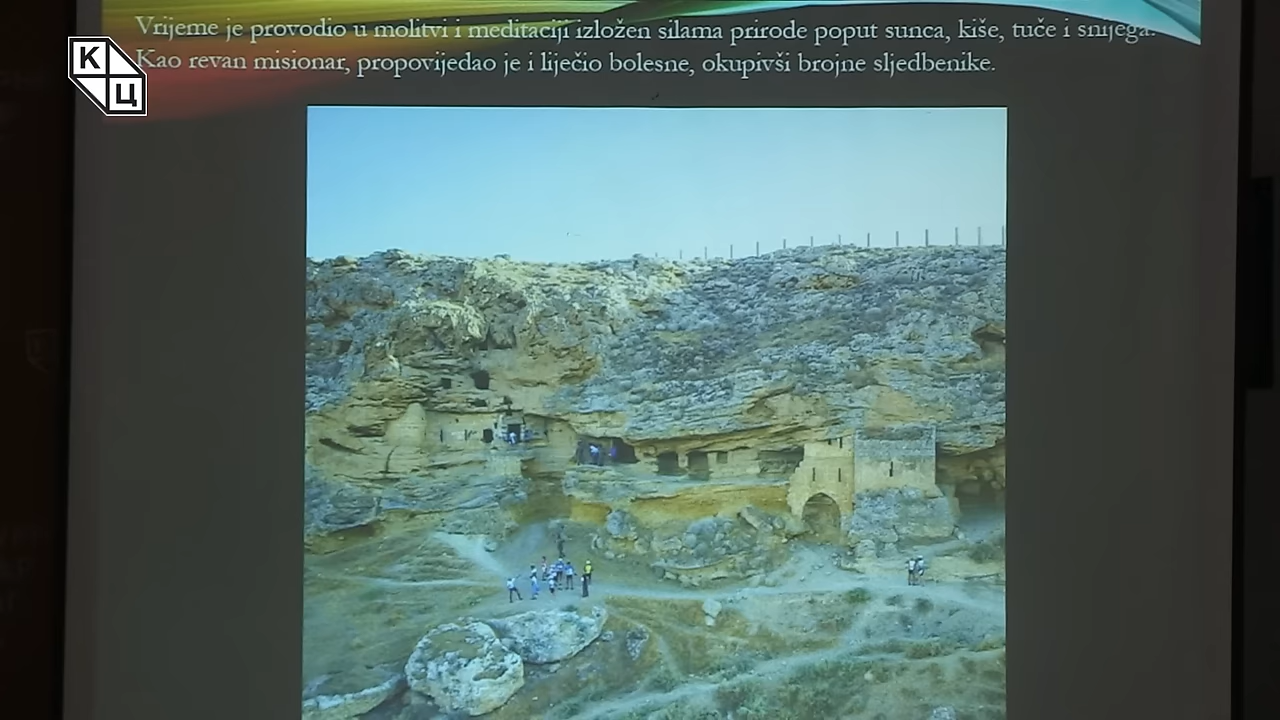 Vrijeme je provodio u molitvi i meditaciji izložen silama prirode poput sunca, kiše, tuče i snijega.
Kao revan misionar, propovijedao je i liječio bolesne, okupivši brojne sljedbenike.
К
Ц